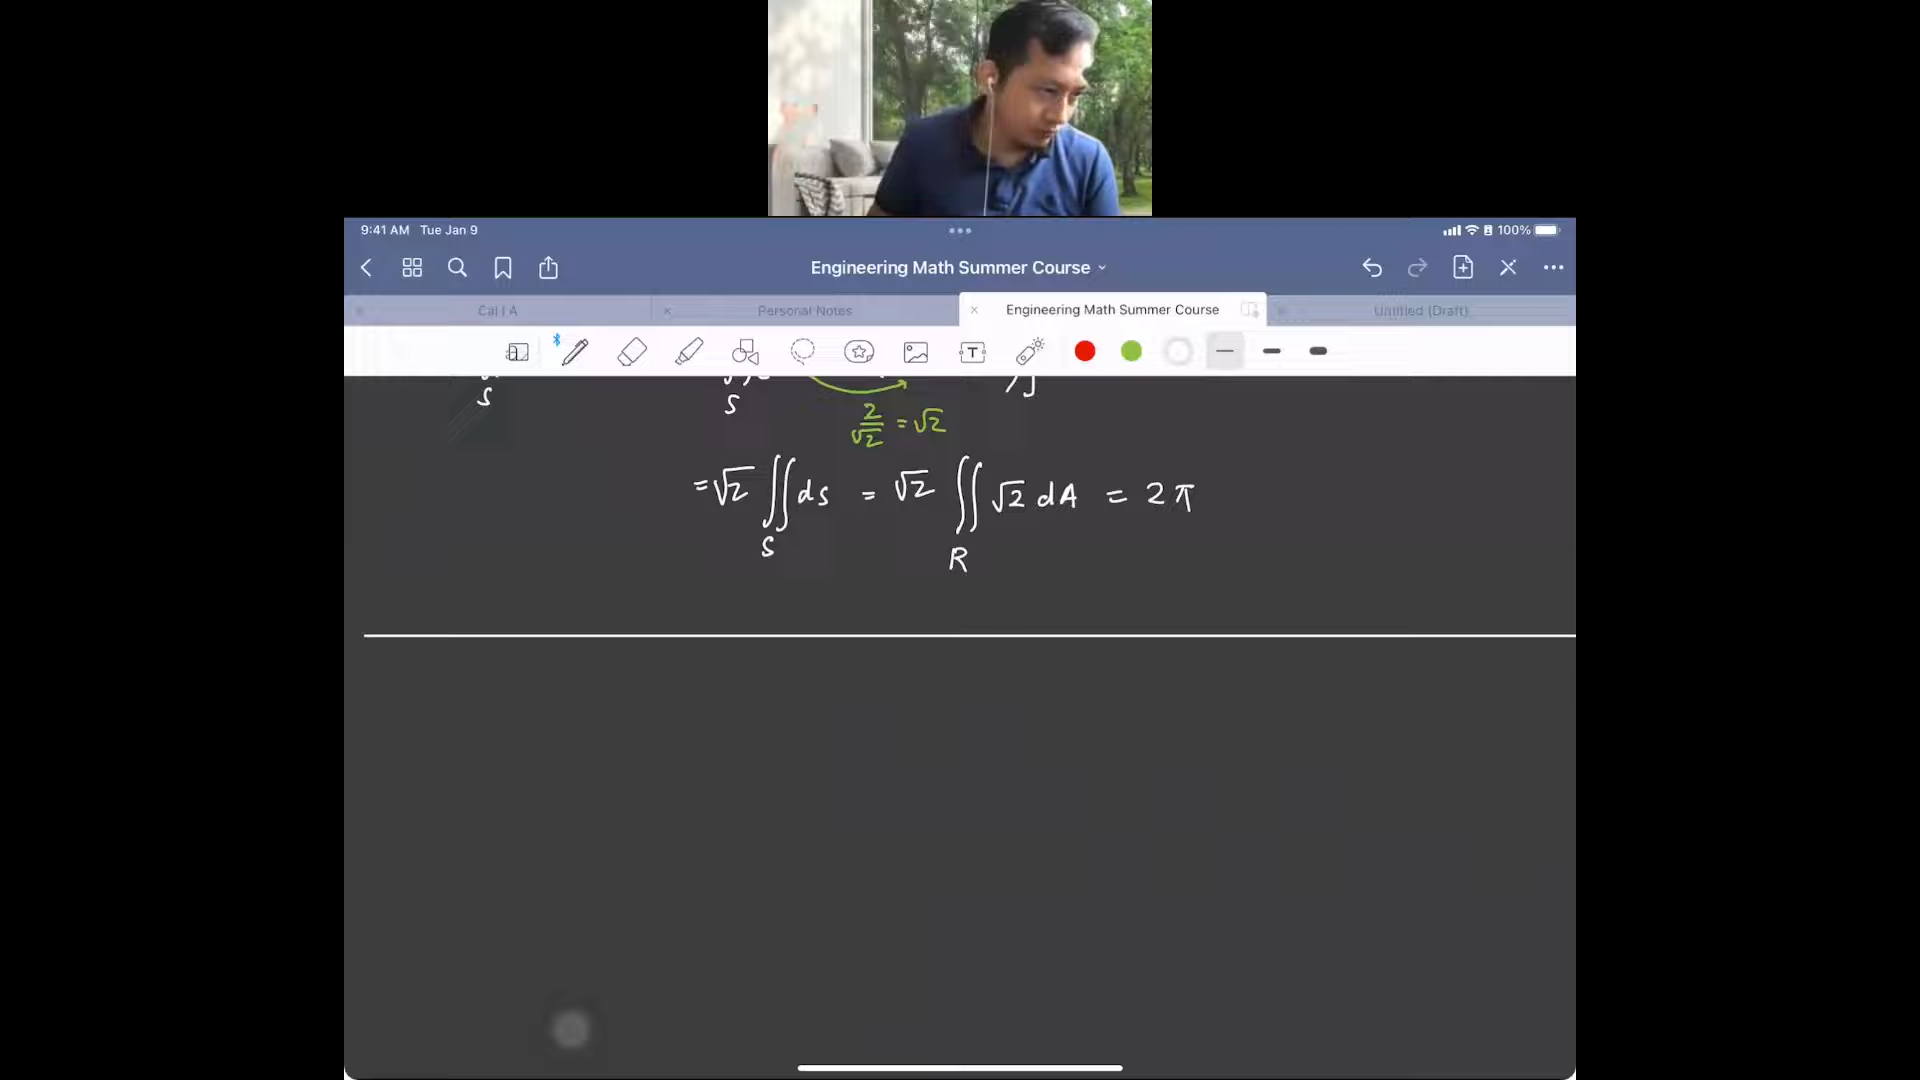 9:41 AM Tue Jan 9
100%
Engineering Math Summer Course
Cal I A
Personal Notes
Engineering Math Summer Course
Untitled (Draft)
T
S
S
2/√2 = √2
= √2 ∬ ds = √2 ∬ √2 dA = 2π
S
R